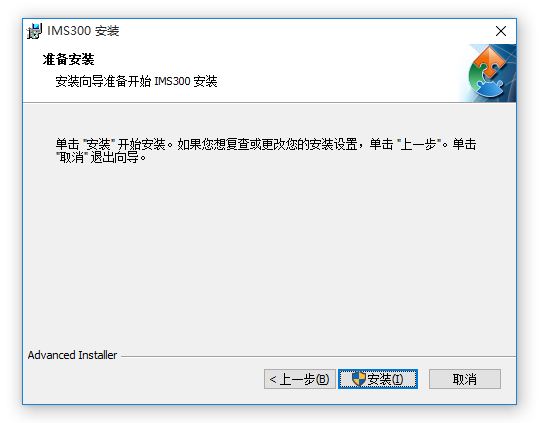 IMS300 安装
准备安装
安装向导准备开始 IMS300 安装
单击 "安装" 开始安装。如果您想复查或更改您的安装设置，单击 "上一步"。单击
"取消" 退出向导。
Advanced Installer
< 上一步(B) 安装(I) 取消